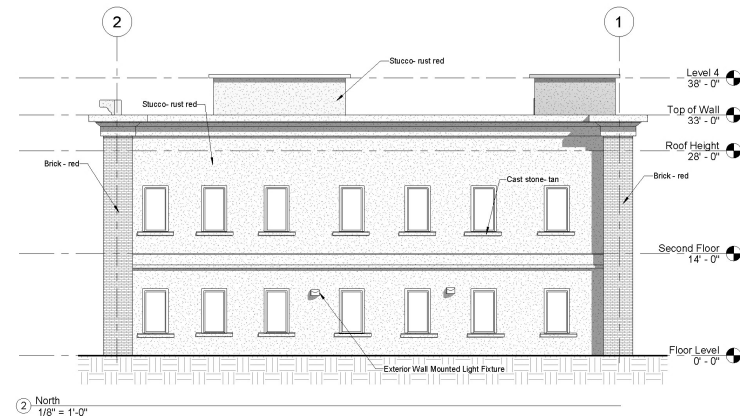 2
1
Stucco- rust red
Level 4
38' - 0"
Stucco- rust red
Top of Wall
33' - 0"
Roof Height
28' - 0"
Brick - red
Cast stone- tan
Brick - red
Second Floor
14' - 0"
Floor Level
0' - 0"
Exterior Wall Mounted Light Fixture
2 North
1/8" = 1'-0"